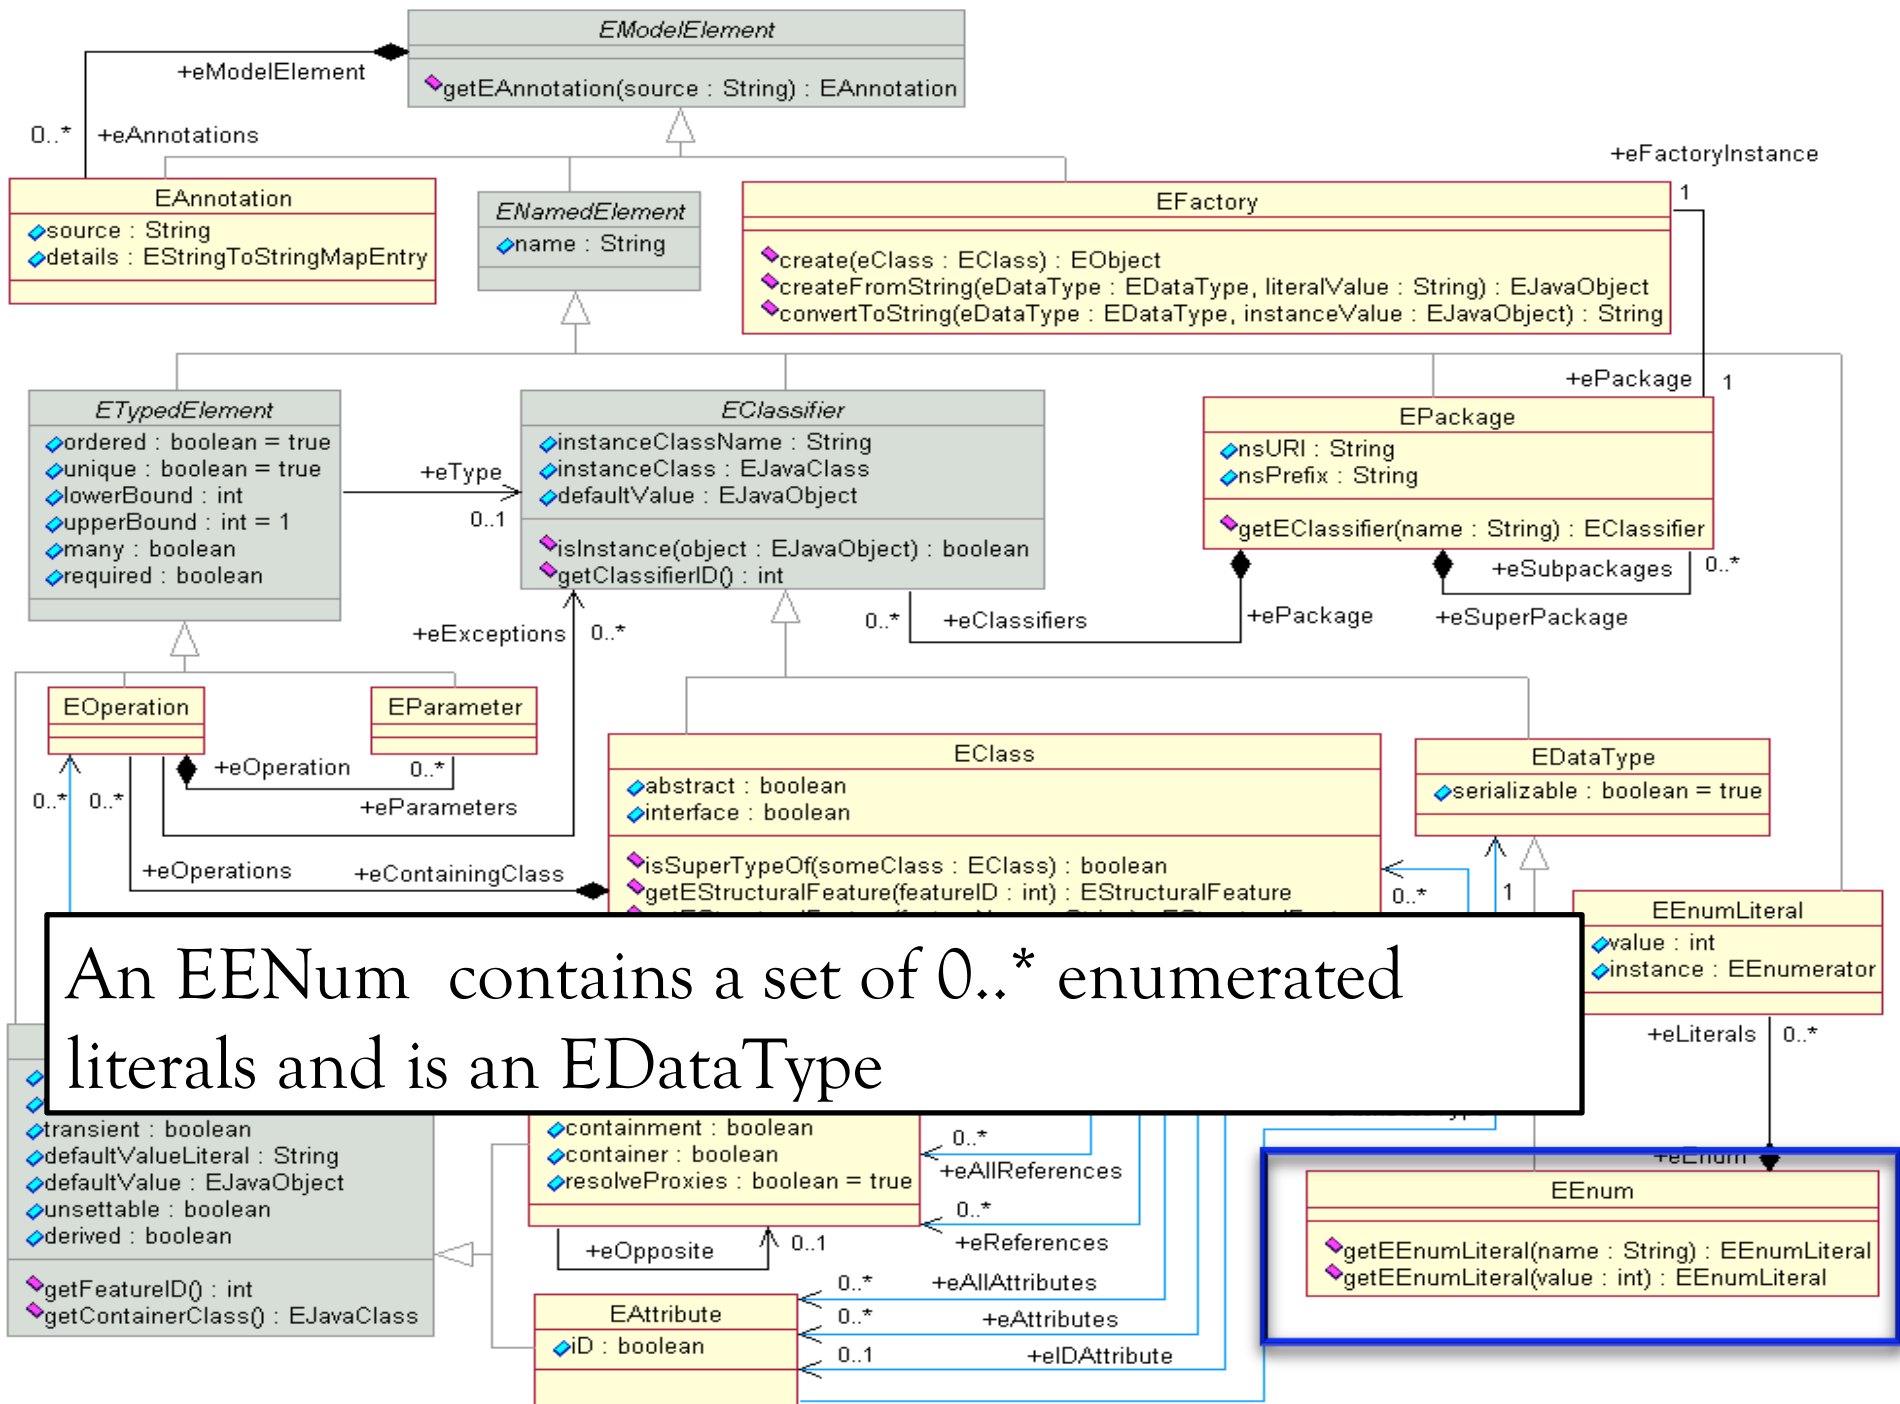 EModelElement
getEAnnotation(source : String) : EAnnotation
+eModelElement
0..*
+eAnnotations
+eFactoryInstance
1
EAnnotation
source : String
details : EStringToStringMapEntry
ENamedElement
name : String
EFactory
create(eClass : EClass) : EObject
createFromString(eDataType : EDataType, literalValue : String) : EJavaObject
convertToString(eDataType : EDataType, instanceValue : EJavaObject) : String
+ePackage
1
ETypedElement
ordered : boolean = true
unique : boolean = true
lowerBound : int
upperBound : int = 1
many : boolean
required : boolean
+eType
0..1
EClassifier
instanceClassName : String
instanceClass : EJavaClass
defaultValue : EJavaObject
isInstance(object : EJavaObject) : boolean
getClassifierID() : int
EPackage
nsURI : String
nsPrefix : String
getEClassifier(name : String) : EClassifier
+eSubpackages
0..*
+eSuperPackage
0..*
+eClassifiers
+ePackage
+eExceptions
0..*
EOperation
EParameter
+eOperation
0..*
+eParameters
0..*
0..*
+eOperations
+eContainingClass
EClass
abstract : boolean
interface : boolean
isSuperTypeOf(someClass : EClass) : boolean
getEStructuralFeature(featureID : int) : EStructuralFeature
EDataType
serializable : boolean = true
0..*
1
EEnumLiteral
value : int
instance : EEnumerator
+eLiterals
0..*
An EENum contains a set of 0..* enumerated
literals and is an EDataType
transient : boolean
defaultValueLiteral : String
defaultValue : EJavaObject
unsettable : boolean
derived : boolean
getFeatureID() : int
getContainerClass() : EJavaClass
containment : boolean
container : boolean
resolveProxies : boolean = true
0..*
+eAllReferences
0..*
+eReferences
+eOpposite
0..1
+eEnum
EEnum
getEEnumLiteral(name : String) : EEnumLiteral
getEEnumLiteral(value : int) : EEnumLiteral
0..*
+eAllAttributes
0..*
+eAttributes
0..1
+eIDAttribute
EAttribute
iD : boolean